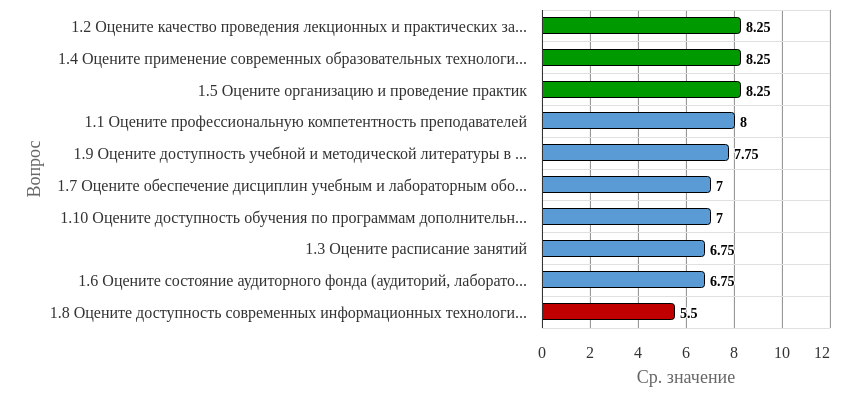 1.2 Оцените качество проведения лекционных и практических за... 8.25
1.4 Оцените применение современных образовательных технологи... 8.25
1.5 Оцените организацию и проведение практик 8.25
1.1 Оцените профессиональную компетентность преподавателей 8
1.9 Оцените доступность учебной и методической литературы в ... 7.75
1.7 Оцените обеспечение дисциплин учебным и лабораторным обо... 7
1.10 Оцените доступность обучения по программам дополнительн... 7
1.3 Оцените расписание занятий 6.75
1.6 Оцените состояние аудиторного фонда (аудиторий, лаборато... 6.75
1.8 Оцените доступность современных информационных технологи... 5.5
Вопрос
0 2 4 6 8 10 12
Ср. значение